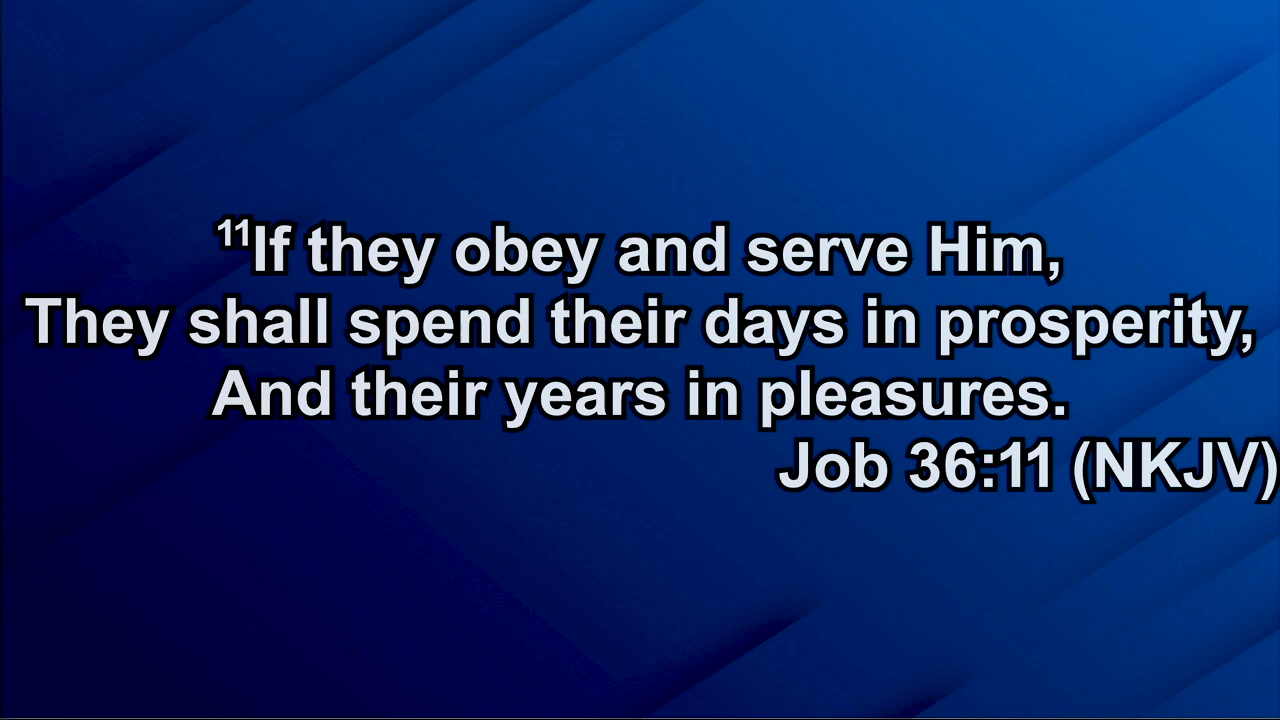 ¹¹If they obey and serve Him,
They shall spend their days in prosperity,
And their years in pleasures.
Job 36:11 (NKJV)